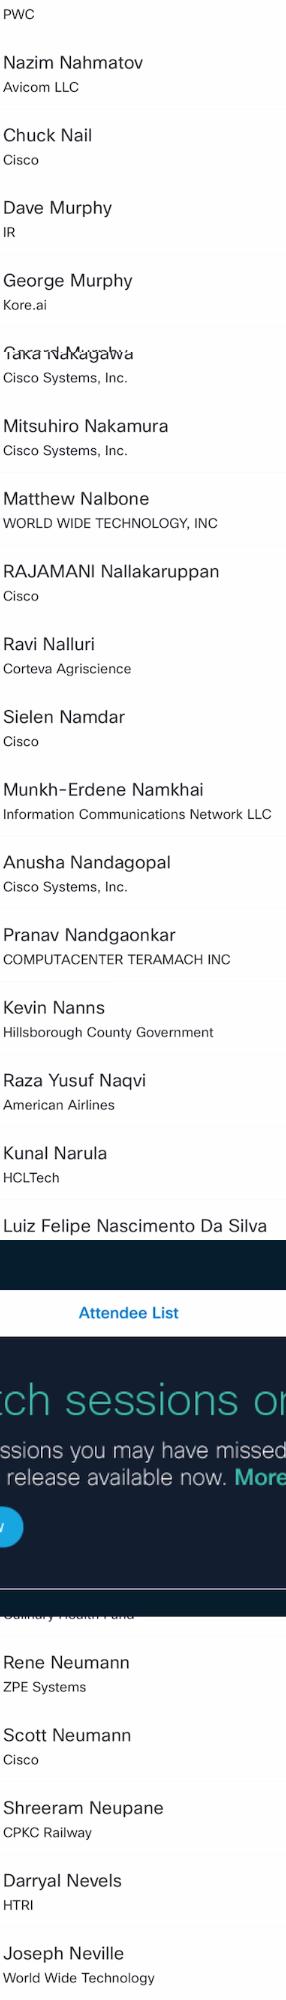 PWC
Nazim Nahmatov
Avicom LLC
Chuck Nail
Cisco
Dave Murphy
IR
George Murphy
Kore.ai
Cisco Systems, Inc.
Mitsuhiro Nakamura
Cisco Systems, Inc.
Matthew Nalbone
WORLD WIDE TECHNOLOGY, INC
RAJAMANI Nallakaruppan
Cisco
Ravi Nalluri
Corteva Agriscience
Sielen Namdar
Cisco
Munkh-Erdene Namkhai
Information Communications Network LLC
Anusha Nandagopal
Cisco Systems, Inc.
Pranav Nandgaonkar
COMPUTACENTER TERAMACH INC
Kevin Nanns
Hillsborough County Government
Raza Yusuf Naqvi
American Airlines
Kunal Narula
HCLTech
Luiz Felipe Nascimento Da Silva
Attendee List
tch sessions or
ssions you may have missed
release available now. More
Rene Neumann
ZPE Systems
Scott Neumann
Cisco
Shreeram Neupane
CPKC Railway
Darryal Nevels
HTRI
Joseph Neville
World Wide Technology